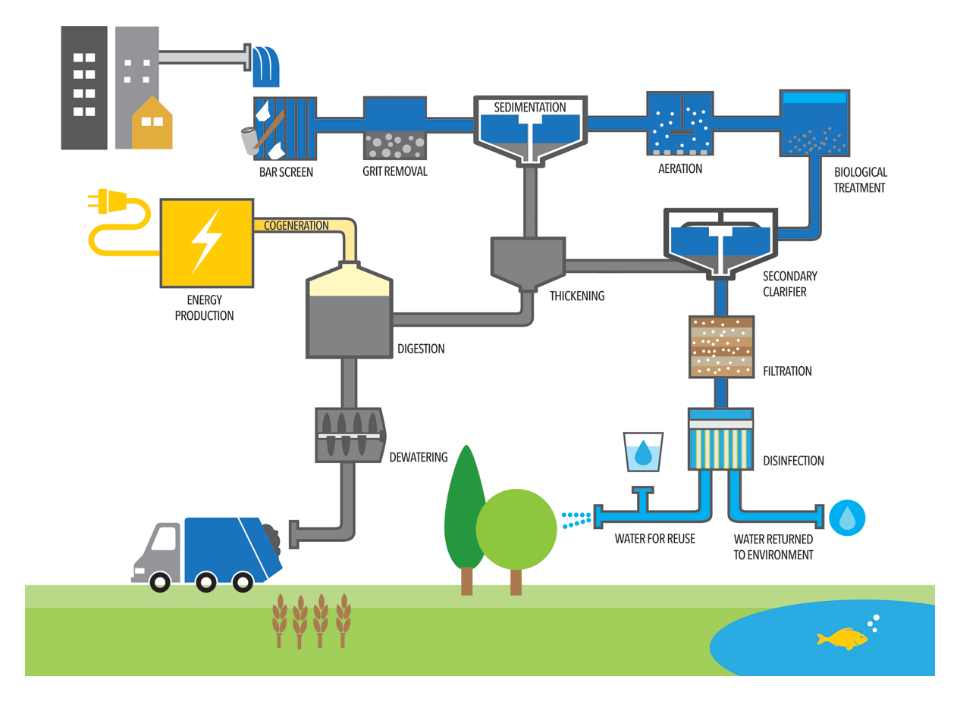 SEDIMENTATION
BAR SCREEN
GRIT REMOVAL
AERATION
BIOLOGICAL
TREATMENT
COGENERATION
ENERGY
PRODUCTION
THICKENING
SECONDARY
CLARIFIER
DIGESTION
FILTRATION
DEWATERING
DISINFECTION
WATER FOR REUSE
WATER RETURNED
TO ENVIRONMENT